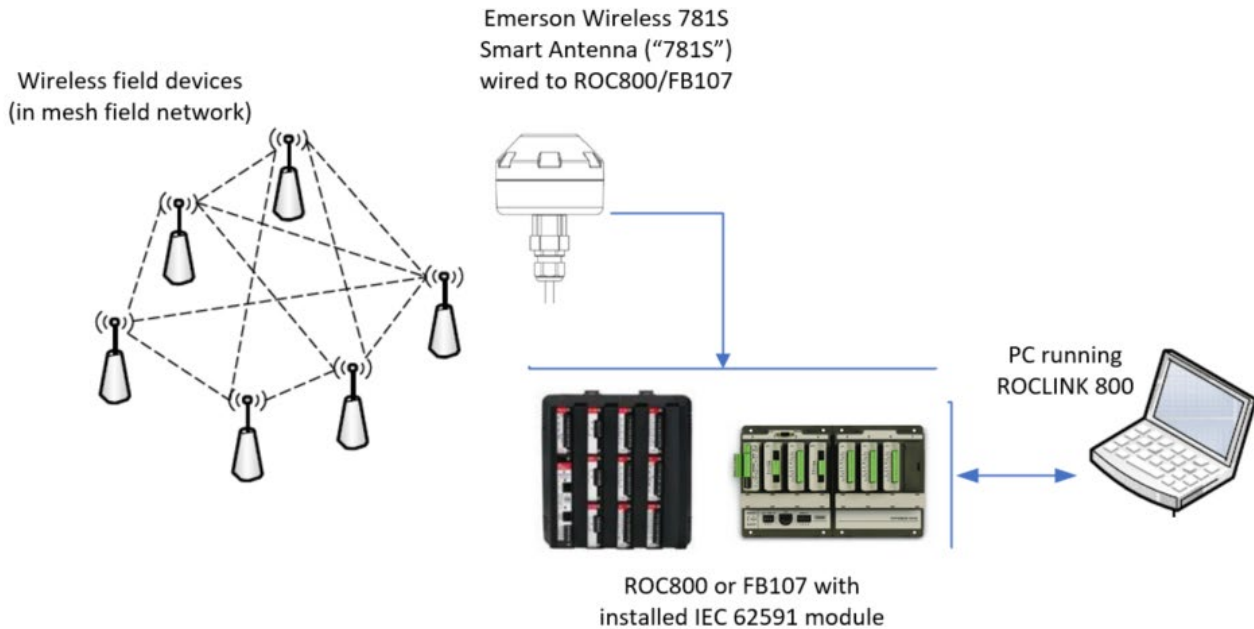 Emerson Wireless 781S
Smart Antenna (“781S”)
wired to ROC800/FB107
Wireless field devices
(in mesh field network)
PC running
ROCLINK 800
ROC800 or FB107 with
installed IEC 62591 module